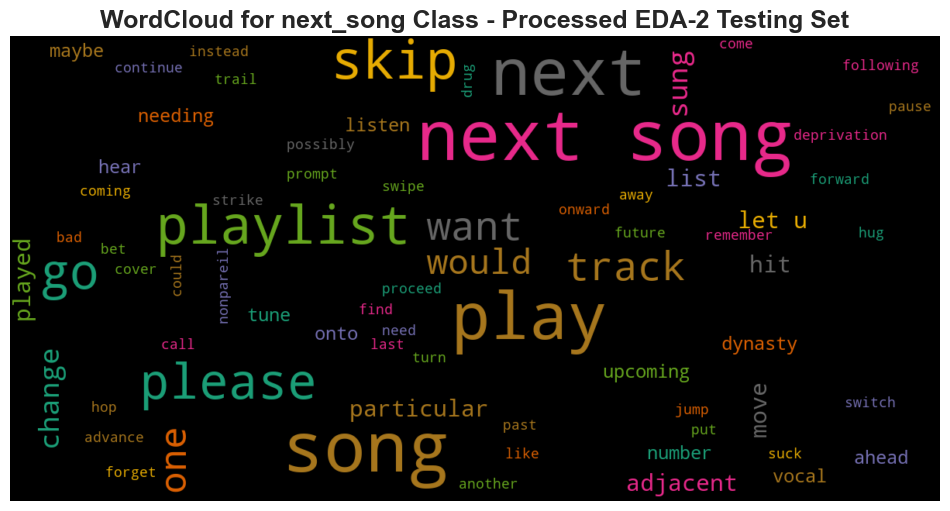 WordCloud for next_song Class - Processed EDA-2 Testing Set
maybe
instead
continue
trail
skip
drug
next
sung
come
following
pause
needing
listen
next song
deprivation
possibly
hear
prompt
swipe
list
forward
coming
strike
away
playlist
want
onward
let u
bad
bet
future
remember
hug
played
go
cover
could
nonpareil
would
track
hit
proceed
tune
find
play
onto
need
call
last
dynasty
turn
change
please
upcoming
particular
move
hop
jump
switch
advance
one
song
past
put
like
number
suck
ahead
forget
another
adjacent
vocal